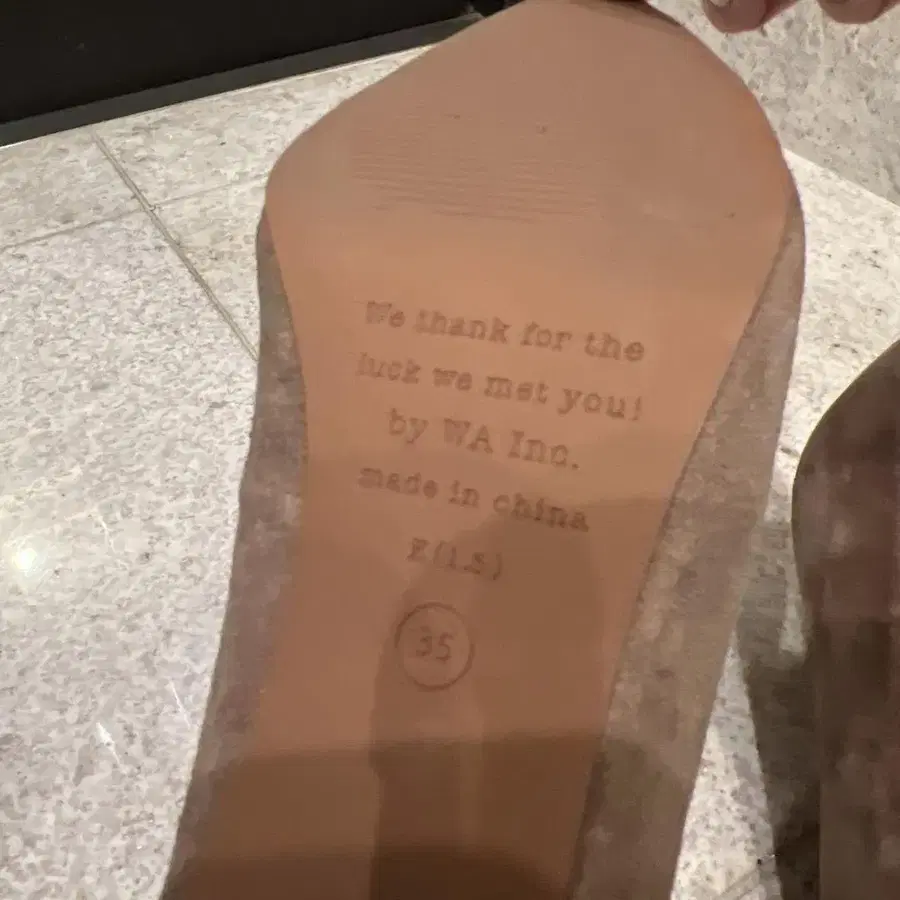 We thank for the
luck we met you!
by WA Inc.
made in china
E(1.5)
35